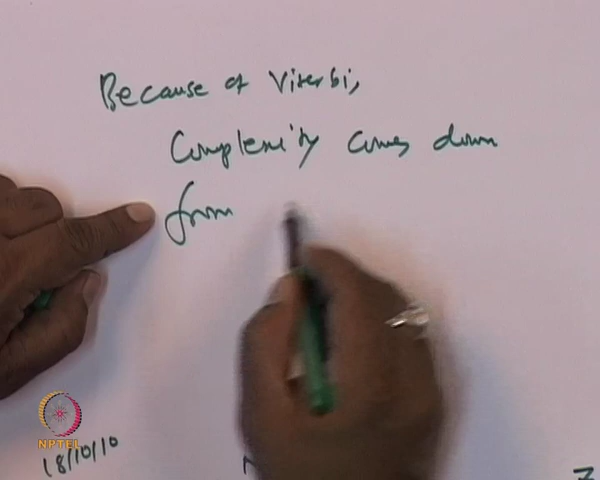 Because of Viterbi,
Complexity comes down
from
NPTEL
18/10/10